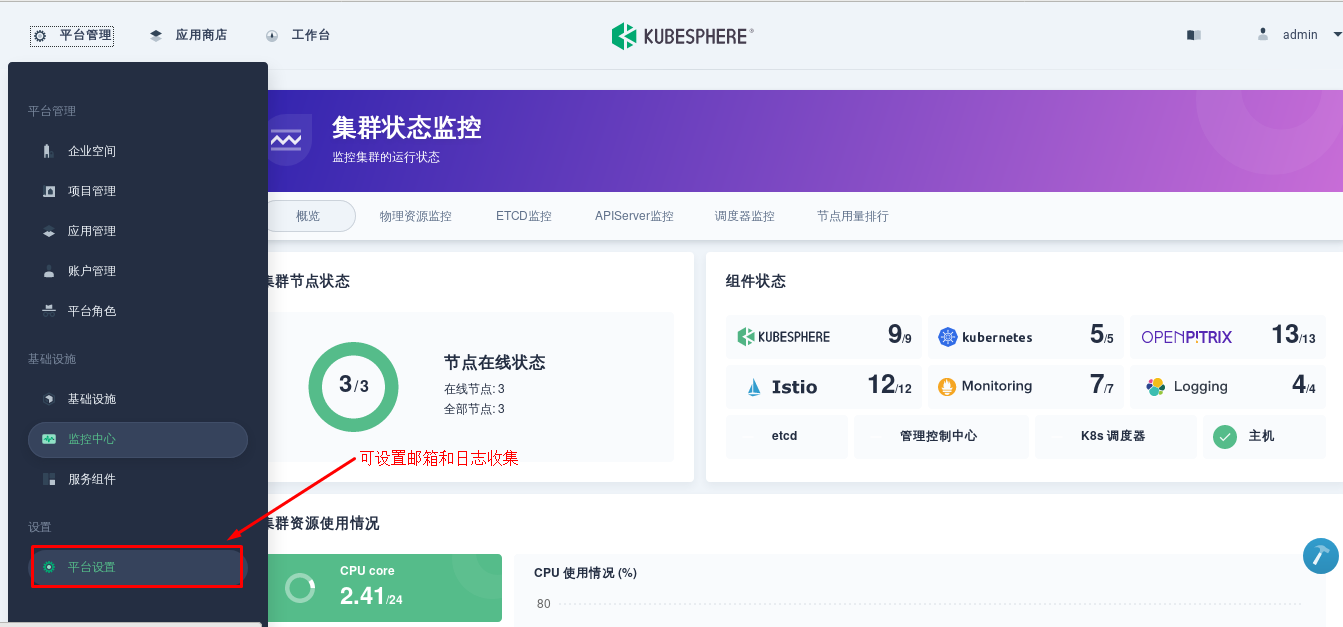 平台管理
应用商店
工作台
KUBESPHERE®
admin
平台管理
企业空间
项目管理
应用管理
账户管理
平台角色
基础设施
基础设施
监控中心
服务组件
设置
平台设置
集群状态监控
监控集群的运行状态
概览
物理资源监控
ETCD监控
APIServer监控
调度器监控
节点用量排行
集群节点状态
3/3
节点在线状态
在线节点: 3
全部节点: 3
可设置邮箱和日志收集
组件状态
KUBESPHERE 9/9
kubernetes 5/5
OPENPITRIX 13/13
Istio 12/12
Monitoring 7/7
Logging 4/4
etcd
管理控制中心
K8s 调度器
主机
集群资源使用情况
CPU core
2.41/24
CPU 使用情况 (%)
80